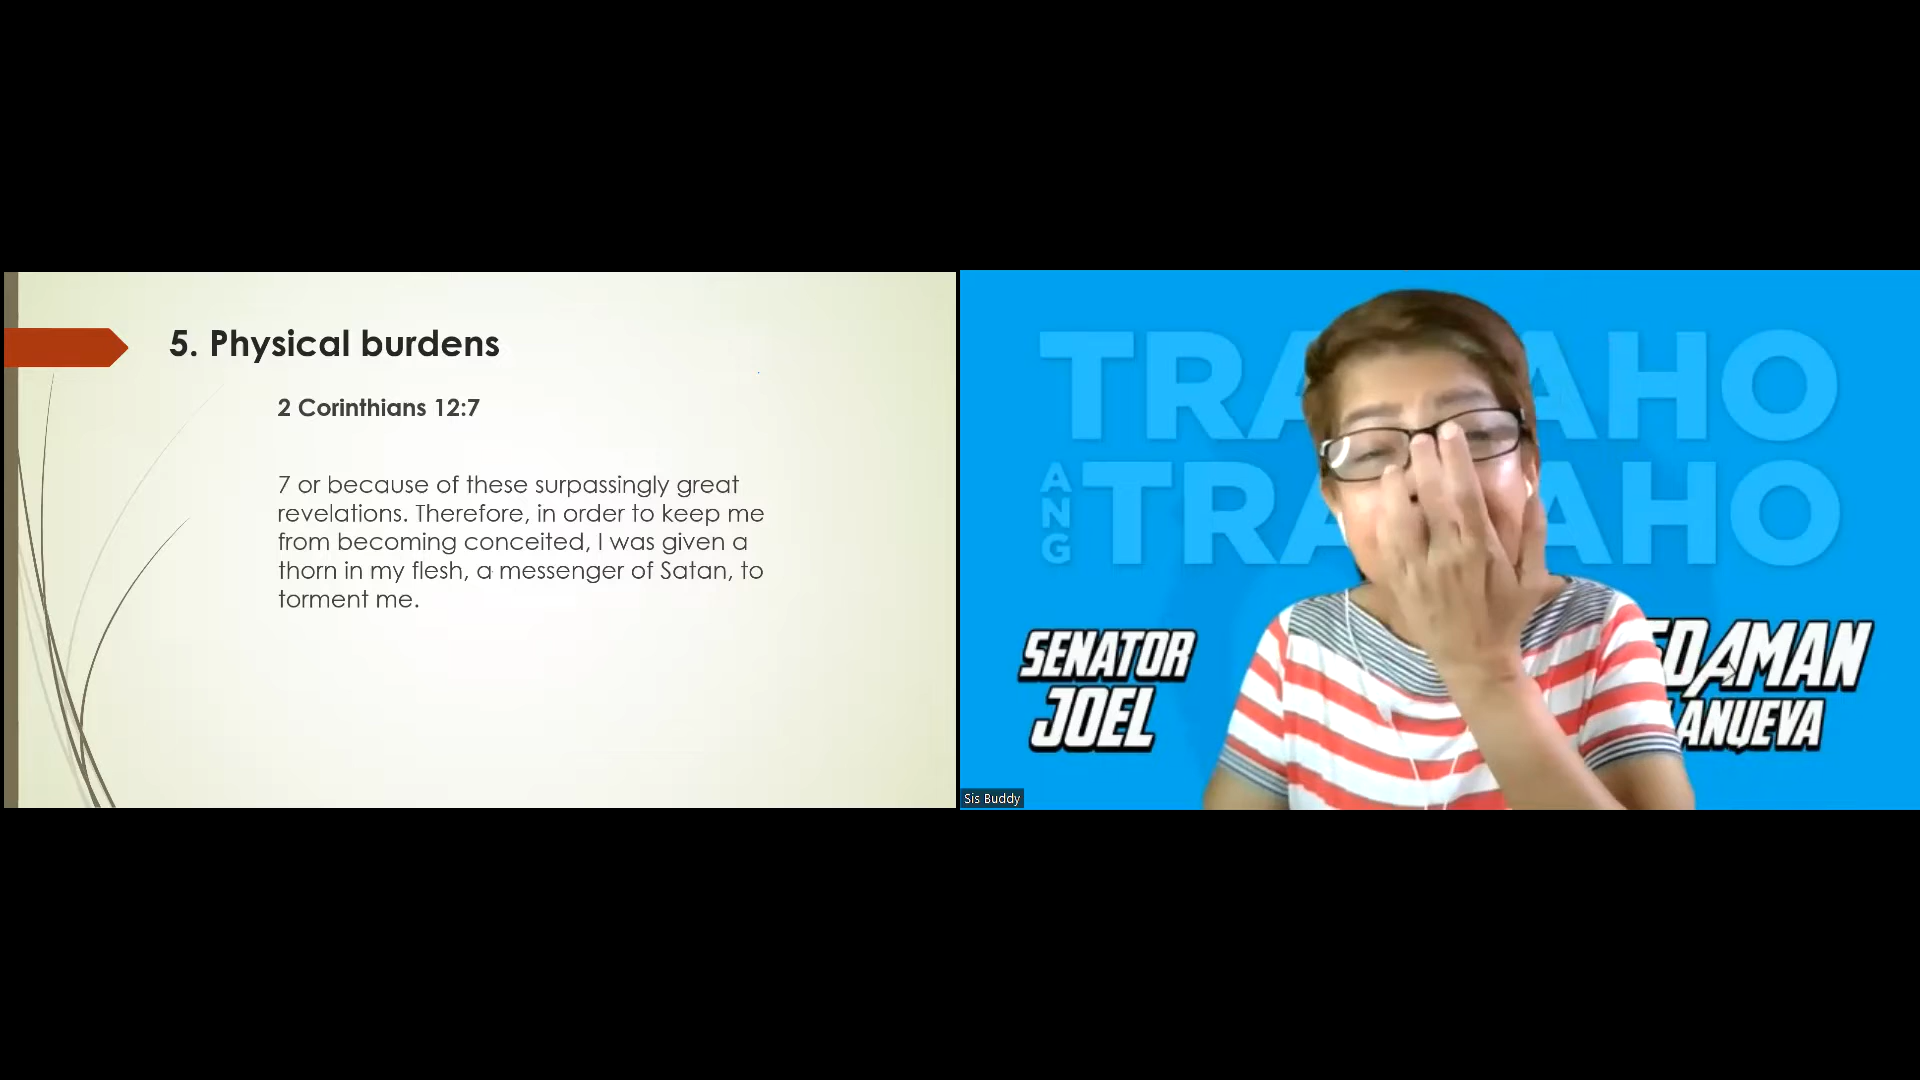 5. Physical burdens
2 Corinthians 12:7
7 or because of these surpassingly great
revelations. Therefore, in order to keep me
from becoming conceited, I was given a
thorn in my flesh, a messenger of Satan, to
torment me.
ANG
SENATOR
JOEL
Sis Buddy